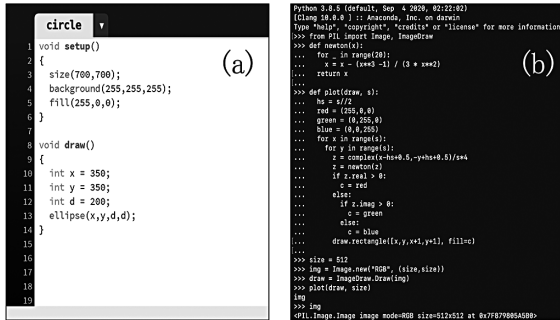 circle
(a)
1 void setup()
2 {
3 size(700,700);
4 background(255,255,255);
5 fill(255,0,0);
6 }
7
8 void draw()
9 {
10 int x = 350;
11 int y = 350;
12 int d = 200;
13 ellipse(x,y,d,d);
14 }
15
16
17
18
19
(b)
Python 3.8.5 (default, Sep 4 2020, 02:22:02)
[Clang 10.0.0 ] :: Anaconda, Inc. on darwin
Type "help", "copyright", "credits" or "license" for more information
>>> from PIL import Image, ImageDraw
>>> def newton(x):
... for _ in range(20):
... x = x - (x**3 -1) / (3 * x**2)
... return x
[...
>>> def plot(draw, s):
... hs = s//2
... red = (255,0,0)
... green = (0,255,0)
... blue = (0,0,255)
... for x in range(s):
... for y in range(s):
... z = complex(x-hs+0.5,-y+hs+0.5)/s*4
... z = newton(z)
... if z.real > 0:
... c = red
... else:
... if z.imag > 0:
... c = green
... else:
... c = blue
[... draw.rectangle([x,y,x+1,y+1], fill=c)
[...
>>> size = 512
>>> img = Image.new("RGB", (size,size))
>>> draw = ImageDraw.Draw(img)
>>> plot(draw, size)
img
>>> img
<PIL.Image.Image image mode=RGB size=512x512 at 0x7F879805A5B0>